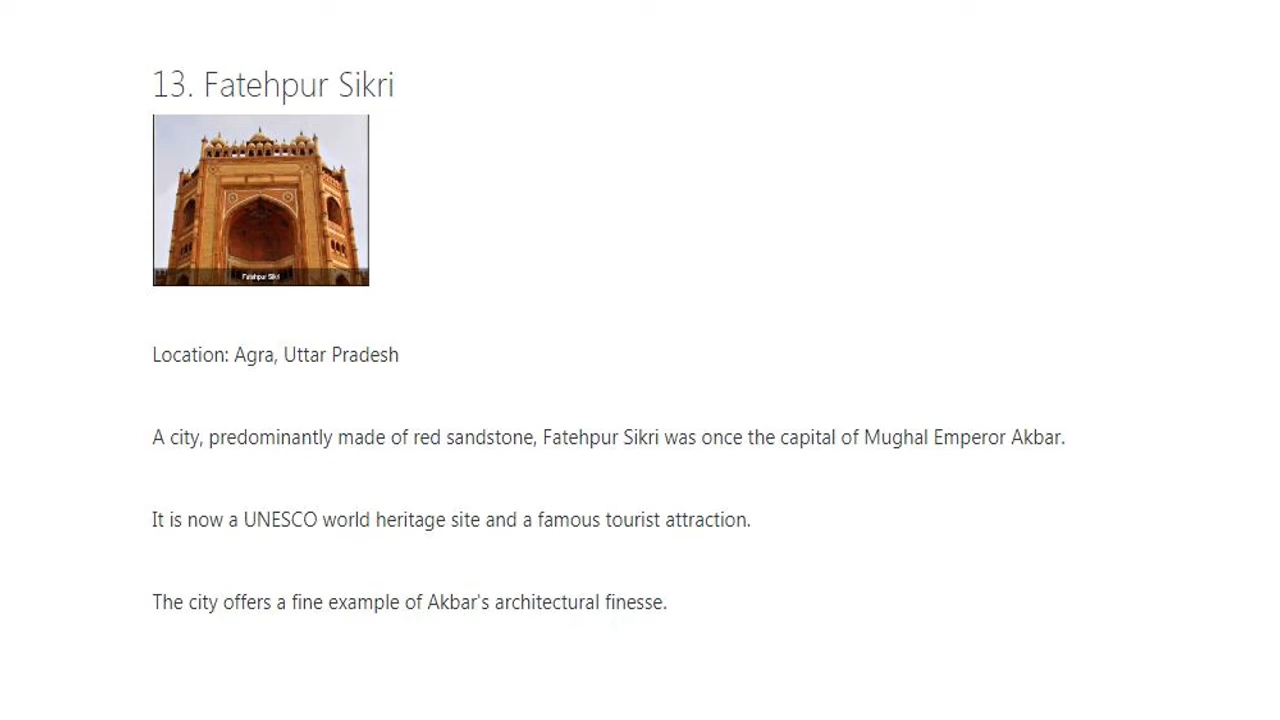 13. Fatehpur Sikri
Fatehpur Sikri
Location: Agra, Uttar Pradesh
A city, predominantly made of red sandstone, Fatehpur Sikri was once the capital of Mughal Emperor Akbar.
It is now a UNESCO world heritage site and a famous tourist attraction.
The city offers a fine example of Akbar's architectural finesse.